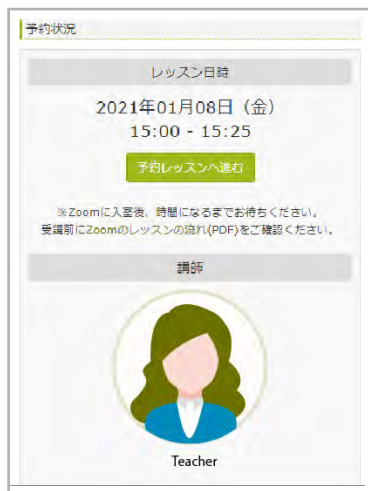 予約状況
レッスン日時
2021年01月08日（金）
15:00 - 15:25
予約レッスンへ進む
※Zoomに入室後、時間になるまでお待ちください。
受講前にZoomのレッスンの流れ(PDF)をご確認ください。
講師
Teacher